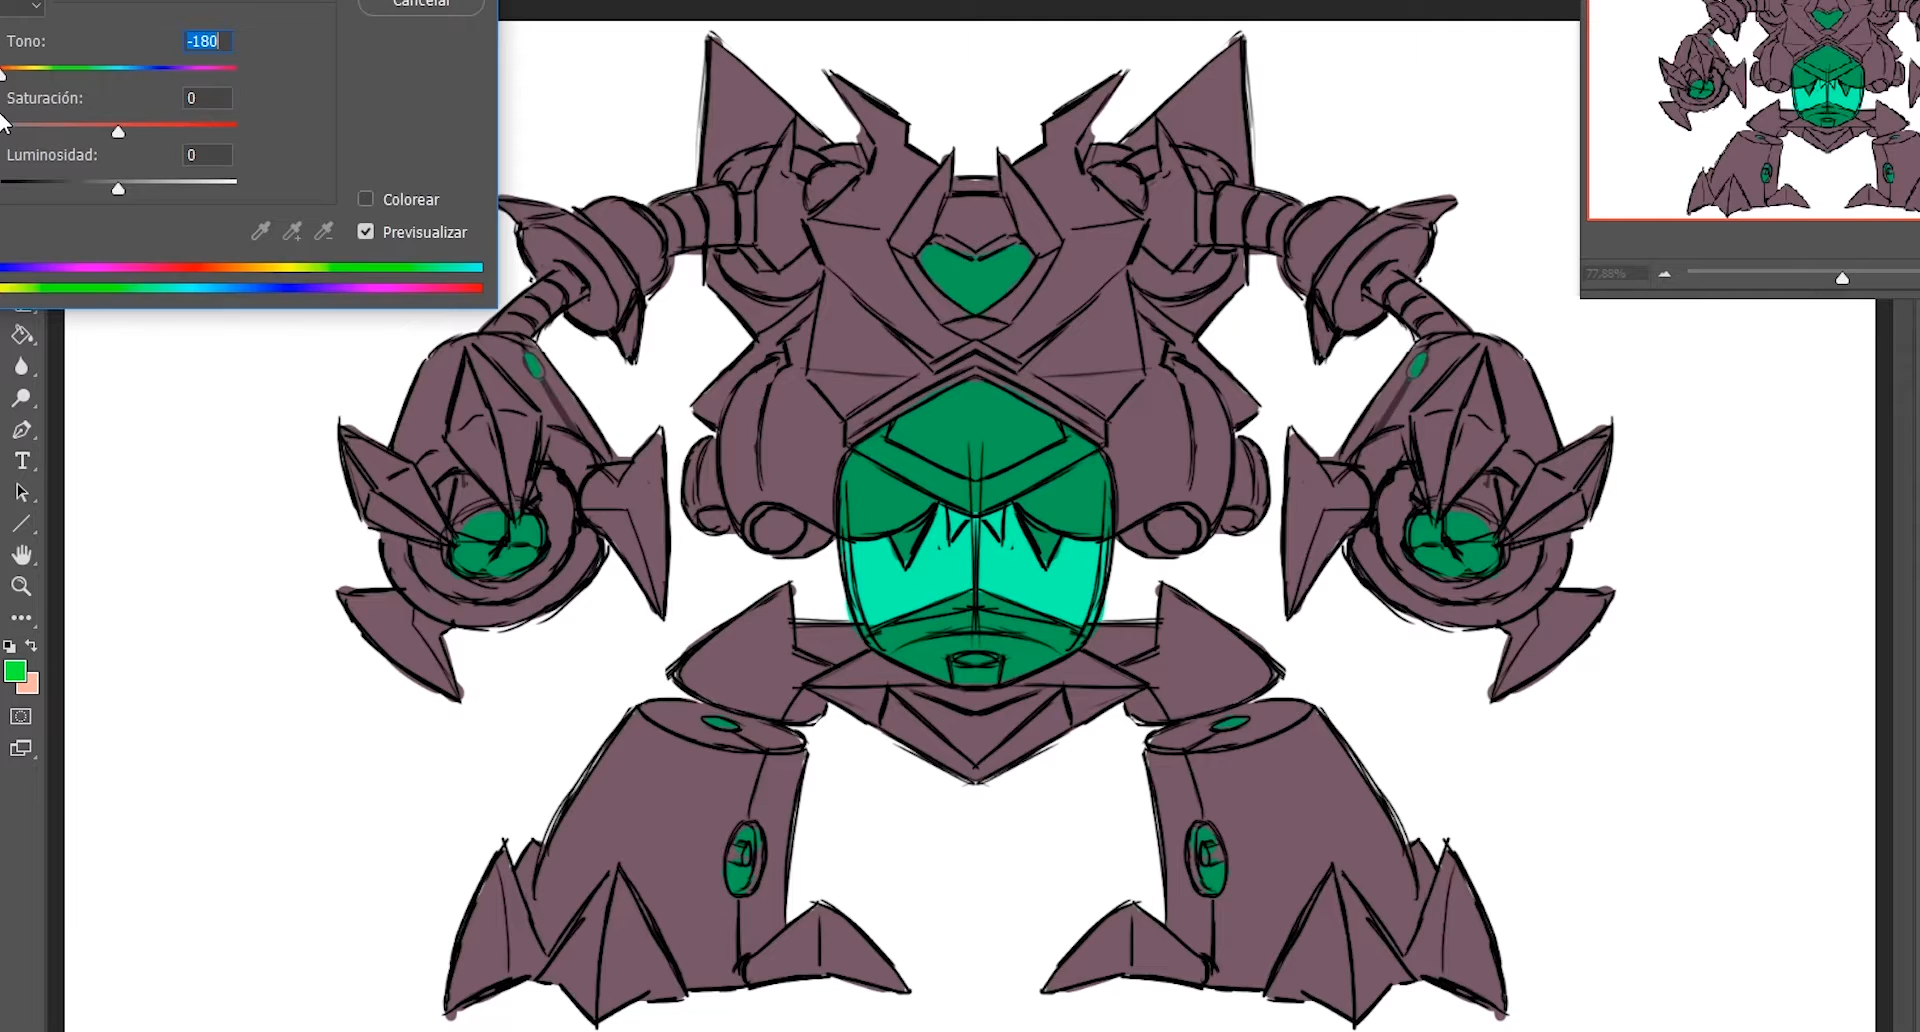 Cancelar
Tono:
-180
Saturación:
0
Luminosidad:
0
Colorear
Previsualizar
77,88%
T